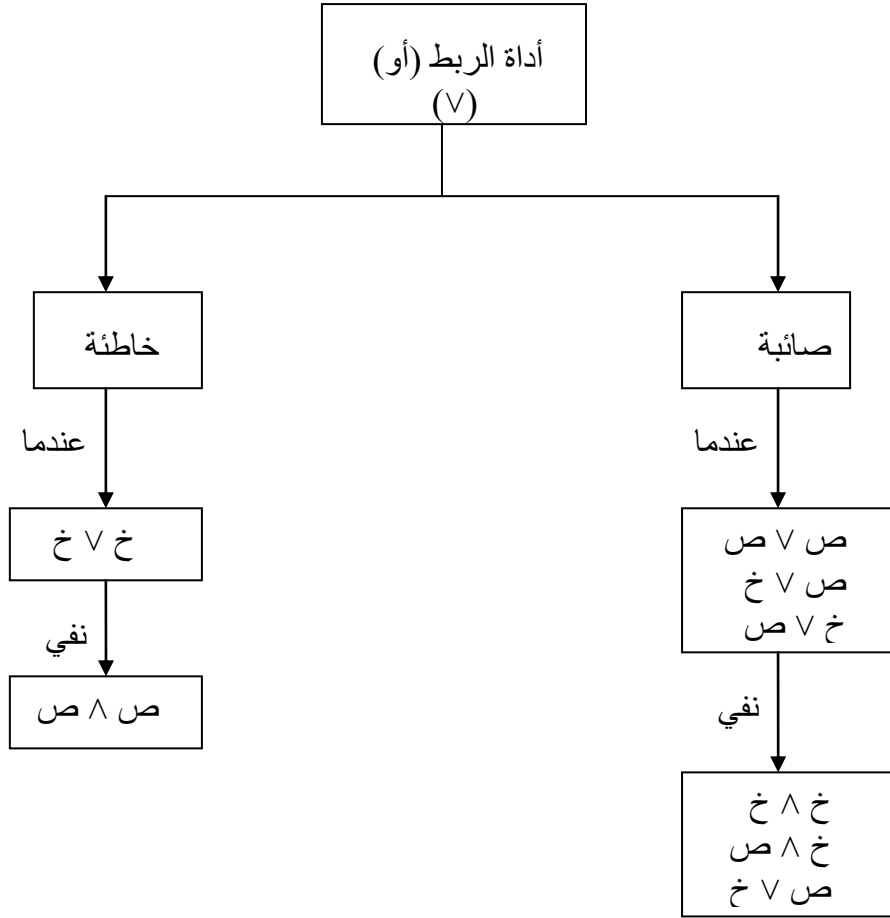 أداة الربط (أو)
(∨)
صائبة
خاطئة
عندما
عندما
ص ∨ ص
ص ∨ خ
خ ∨ ص
خ ∨ خ
نفي
نفي
خ ∧ خ
خ ∧ ص
ص ∨ خ
ص ∧ ص